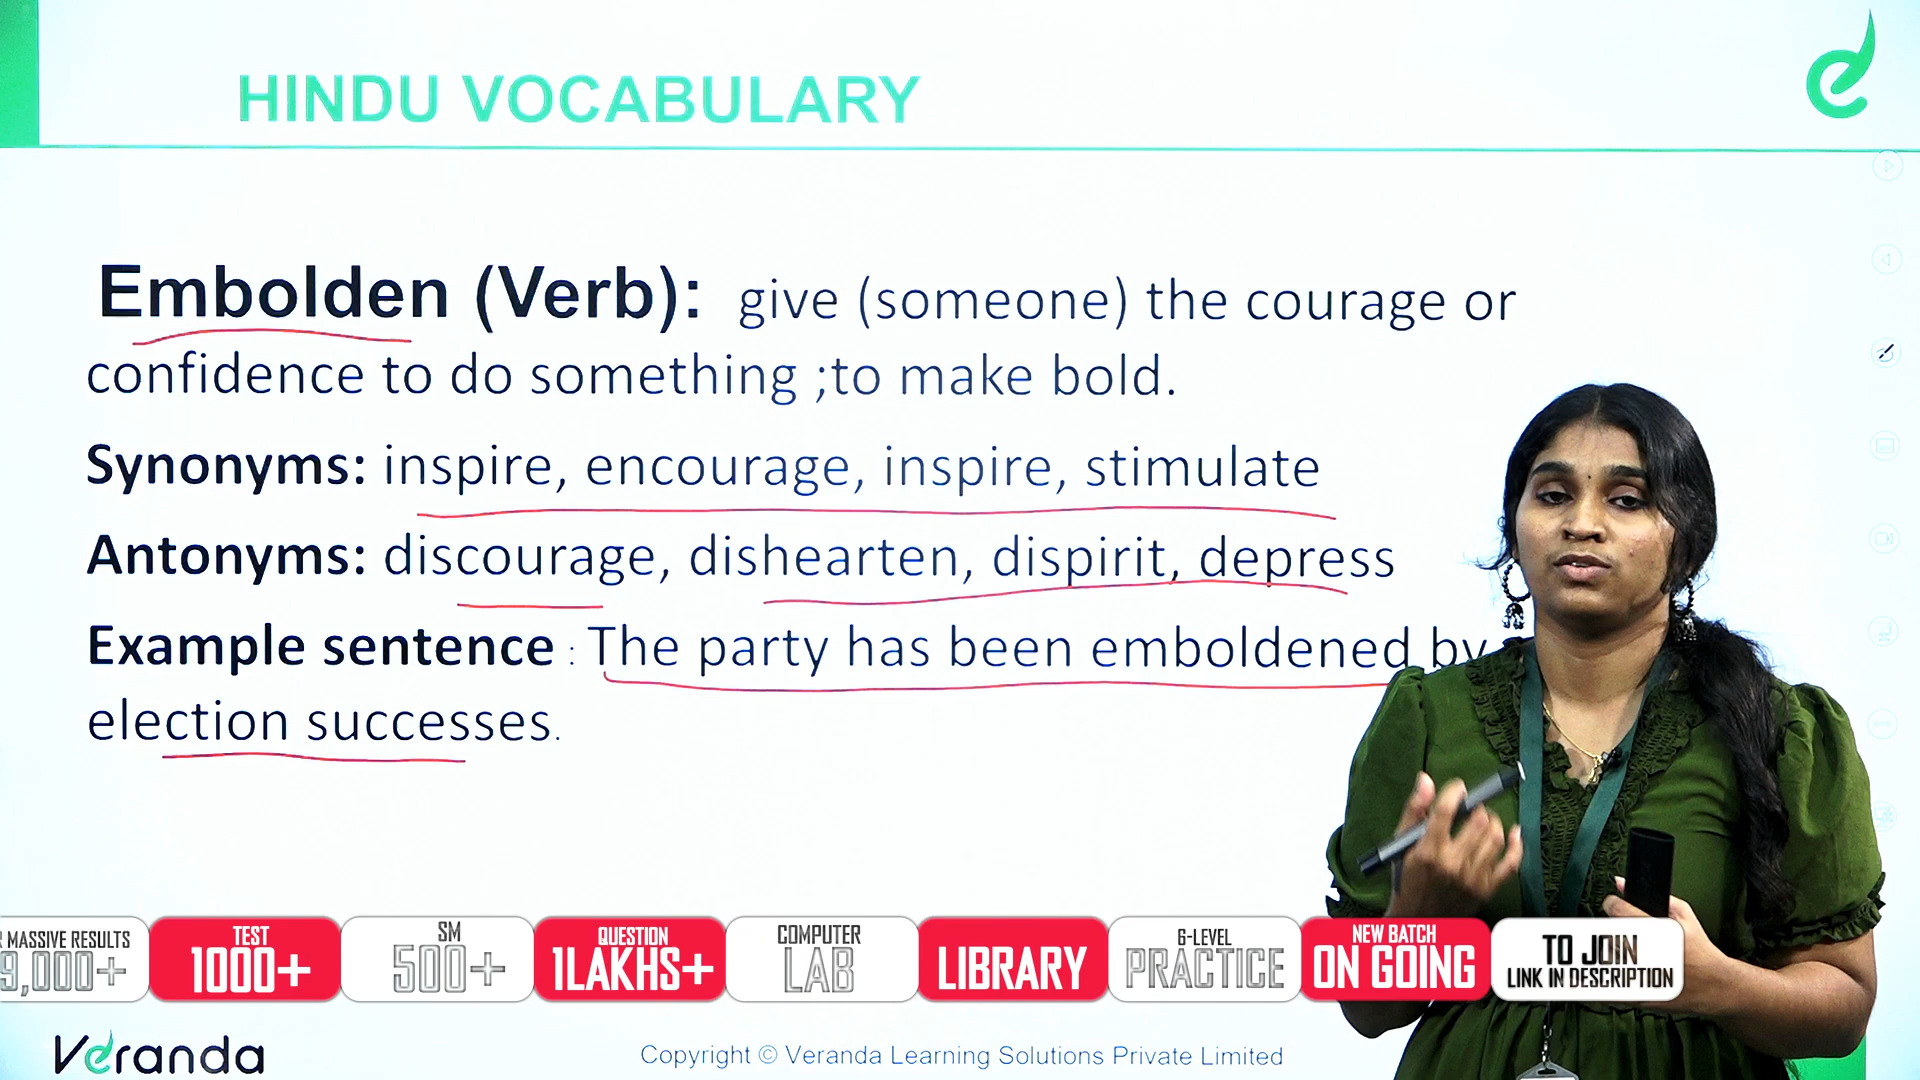 HINDU VOCABULARY
Embolden (Verb): give (someone) the courage or
confidence to do something ;to make bold.
Synonyms: inspire, encourage, inspire, stimulate
Antonyms: discourage, dishearten, dispirit, depress
Example sentence : The party has been emboldened by
election successes.
MASSIVE RESULTS
9,000+
TEST
1000+
SM
500+
QUESTION
1LAKHS+
COMPUTER
LAB
LIBRARY
6-LEVEL
PRACTICE
NEW BATCH
ON GOING
TO JOIN
LINK IN DESCRIPTION
Veranda
Copyright © Veranda Learning Solutions Private Limited